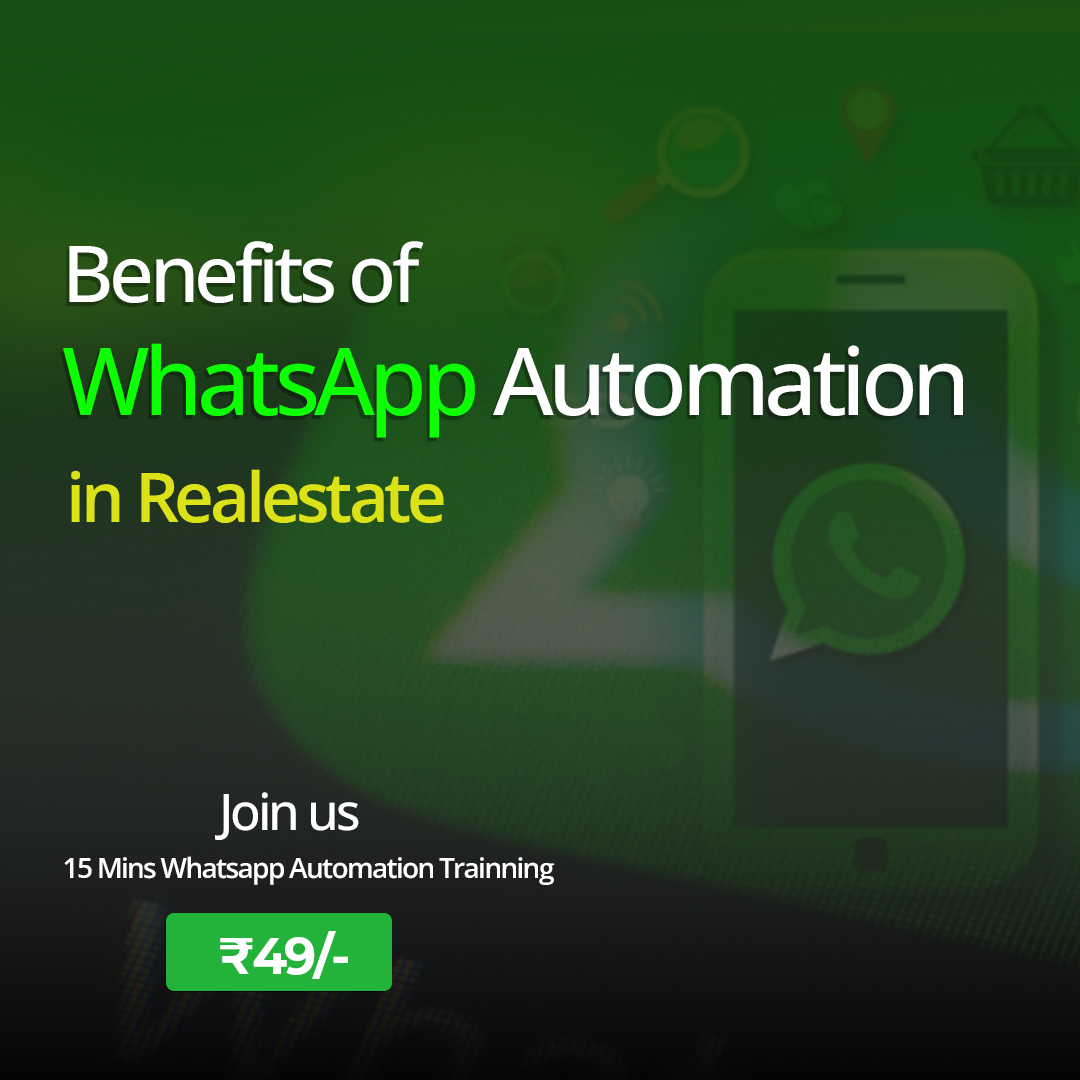 Benefits of
WhatsApp Automation
in Realestate
Join us
15 Mins Whatsapp Automation Trainning
₹49/-